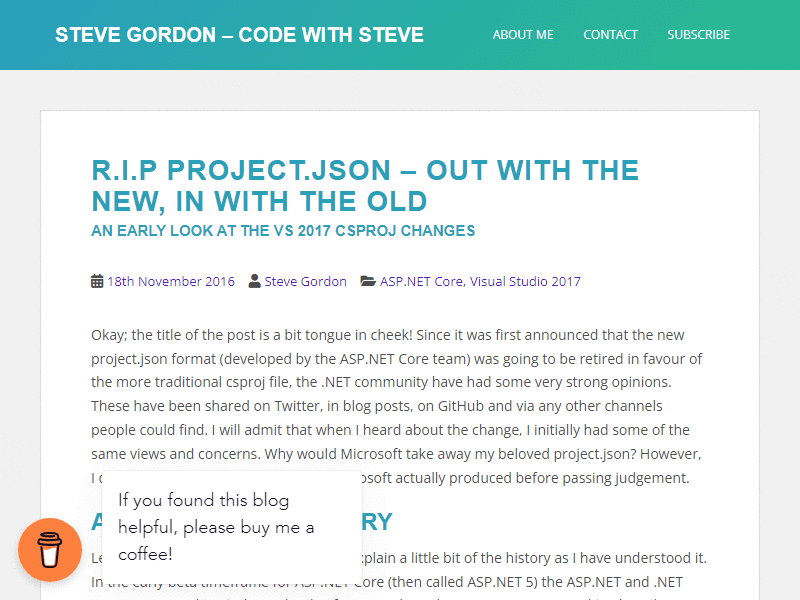 STEVE GORDON – CODE WITH STEVE
ABOUT ME CONTACT SUBSCRIBE
R.I.P PROJECT.JSON – OUT WITH THE
NEW, IN WITH THE OLD
AN EARLY LOOK AT THE VS 2017 CSPROJ CHANGES
18th November 2016 Steve Gordon ASP.NET Core, Visual Studio 2017
Okay; the title of the post is a bit tongue in cheek! Since it was first announced that the new
project.json format (developed by the ASP.NET Core team) was going to be retired in favour of
the more traditional csproj file, the .NET community have had some very strong opinions.
These have been shared on Twitter, in blog posts, on GitHub and via any other channels
people could find. I will admit that when I heard about the change, I initially had some of the
same views and concerns. Why would Microsoft take away my beloved project.json? However,
I actually produced before passing judgement.
If you found this blog
helpful, please buy me a
coffee!
a little bit of the history as I have understood it.
In the early beta timeframe for ASP.NET Core (then called ASP.NET 5) the ASP.NET and .NET